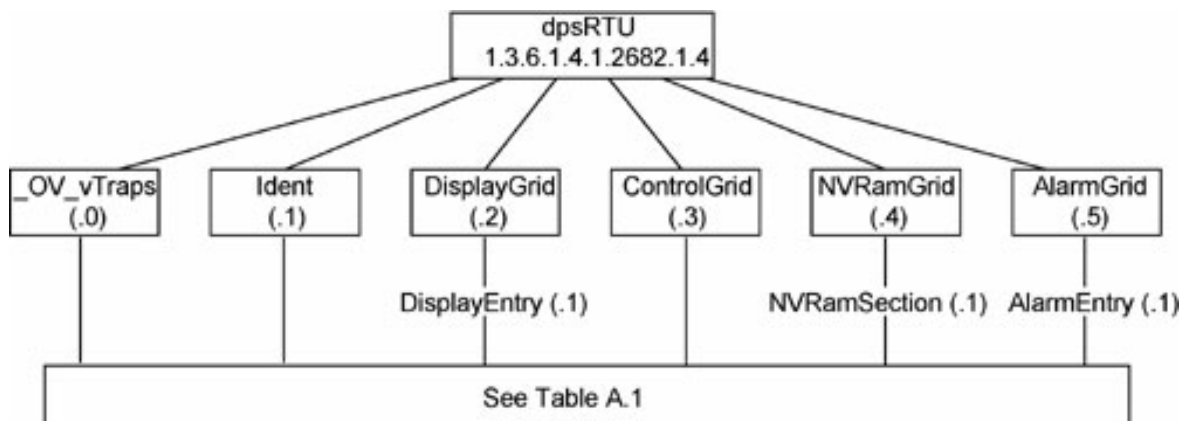 dpsRTU
1.3.6.1.4.1.2682.1.4
_OV_vTraps Ident DisplayGrid ControlGrid NVRamGrid AlarmGrid
(.0) (.1) (.2) (.3) (.4) (.5)
DisplayEntry (.1) NVRamSection (.1) AlarmEntry (.1)
See Table A.1